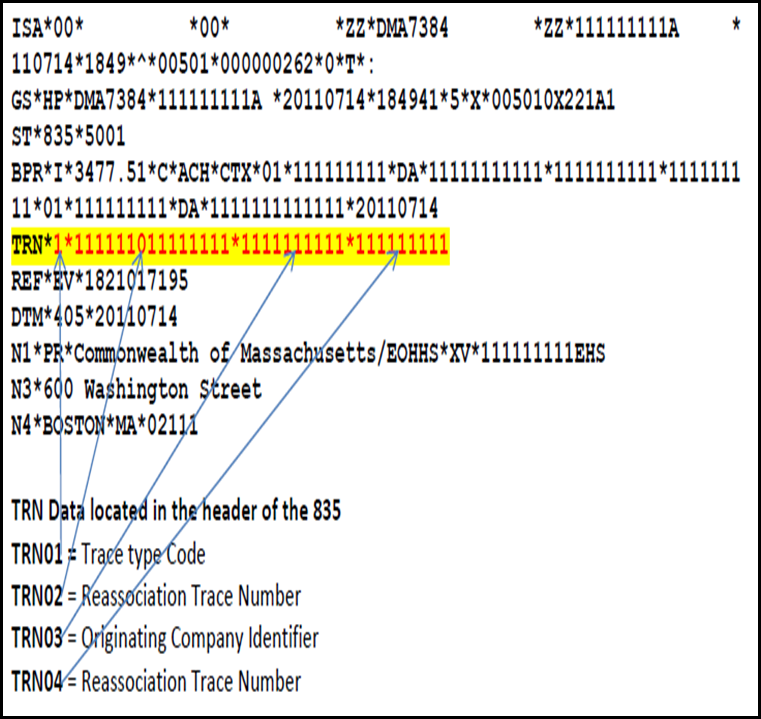 ISA*00*          *00*          *ZZ*DMA7384        *ZZ*111111111A     *
110714*1849*^*00501*000000262*0*T*:
GS*HP*DMA7384*111111111A *20110714*184941*5*X*005010X221A1
ST*835*5001
BPR*I*3477.51*C*ACH*CTX*01*111111111*DA*11111111111*1111111111*1111111
11*01*111111111*DA*1111111111111*20110714
TRN*1*111111011111111*1111111111*111111111
REF*EV*1821017195
DTM*405*20110714
N1*PR*Commonwealth of Massachusetts/EOHHS*XV*111111111EHS
N3*600 Washington Street
N4*BOSTON*MA*02111
TRN Data located in the header of the 835
TRN01 = Trace type Code
TRN02 = Reassociation Trace Number
TRN03 = Originating Company Identifier
TRN04 = Reassociation Trace Number